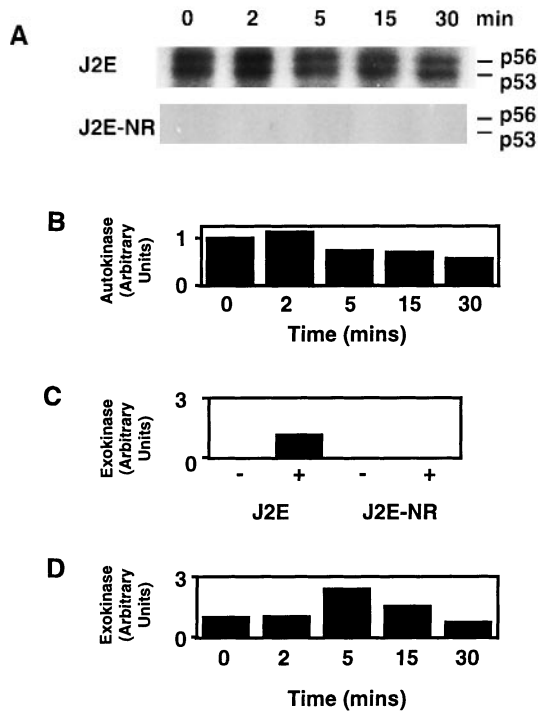 A
0 2 5 15 30 min
J2E
p56
p53
J2E-NR
p56
p53
B
Autokinase
(Arbitrary
Units)
1
0
0 2 5 15 30
Time (mins)
C
Exokinase
(Arbitrary
Units)
3
0
- + - +
J2E J2E-NR
D
Exokinase
(Arbitrary
Units)
3
0
0 2 5 15 30
Time (mins)